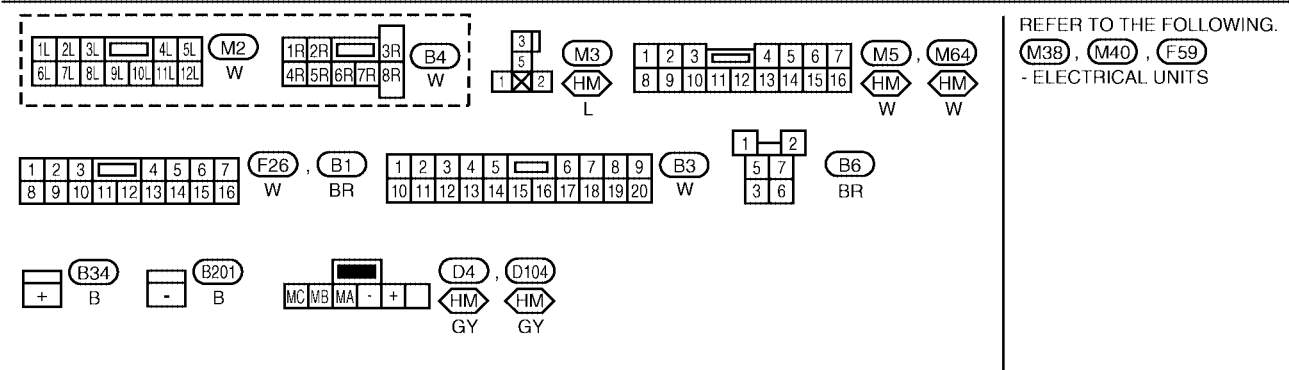 1L 2L 3L 4L 5L M2
6L 7L 8L 9L 10L 11L 12L W
1R 2R 3R B4
4R 5R 6R 7R 8R W
3
5
1 2
M3
HM
L
1 2 3 4 5 6 7 M5 , M64
8 9 10 11 12 13 14 15 16 HM HM
W W
REFER TO THE FOLLOWING.
M38 , M40 , F59
- ELECTRICAL UNITS
1 2 3 4 5 6 7 F26 , B1
8 9 10 11 12 13 14 15 16 W BR
1 2 3 4 5 6 7 8 9 B3
10 11 12 13 14 15 16 17 18 19 20 W
1 2
5 7 B6
3 6 BR
B34
+ B
B201
- B
MC MB MA - +
D4 , D104
HM HM
GY GY